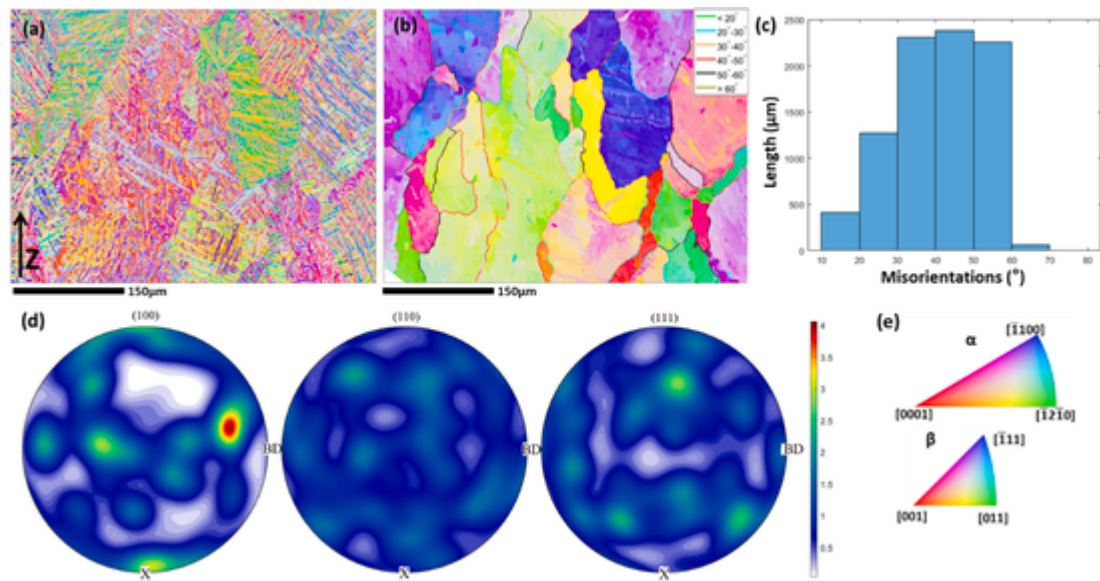 (a)
Z
150μm
(b)
< 20°
20°-30°
30°-40°
40°-50°
50°-60°
> 60°
150μm
(c)
Length (μm)
2500
2000
1500
1000
500
0
10 20 30 40 50 60 70 80
Misorientations (°)
(d)
(100)
BD
X
(110)
BD
X
(111)
BD
X
4
3.5
3
2.5
2
1.5
1
0.5
(e)
α
[1̅100]
[0001]
[1̅21̅0]
β
[1̅11]
[001]
[011]